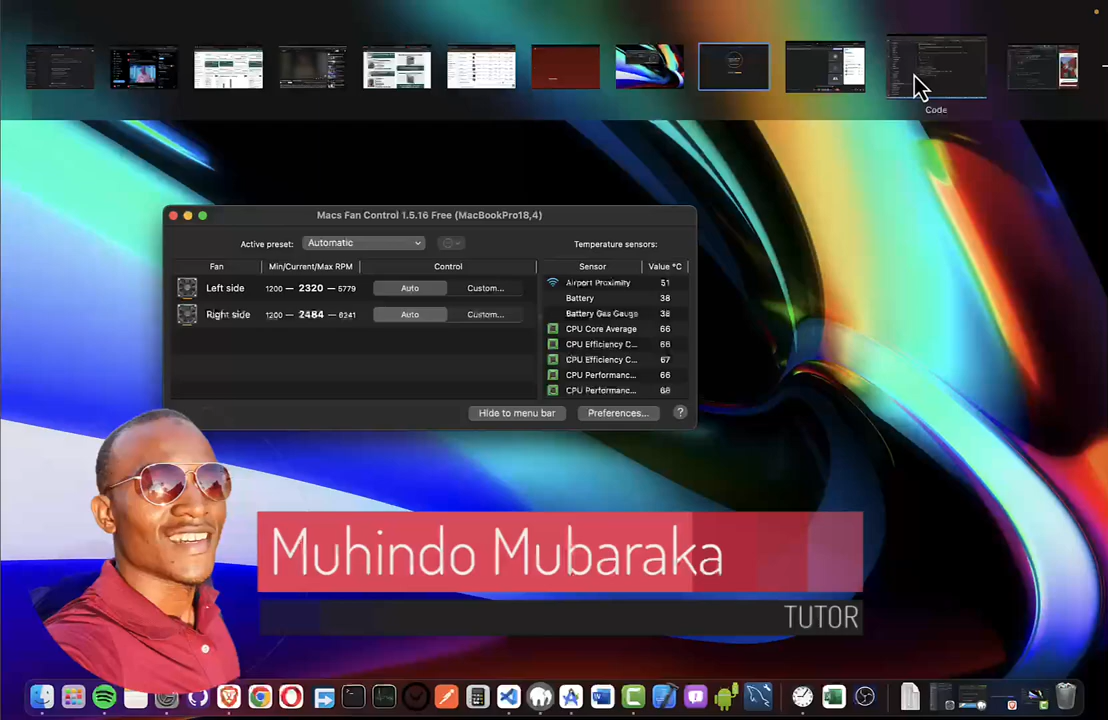 Code
Macs Fan Control 1.5.16 Free (MacBookPro18,4)
Active preset: Automatic
Temperature sensors:
Fan Min/Current/Max RPM Control
Sensor Value °C
Left side 1200 — 2320 — 5779 Auto Custom...
Right side 1200 — 2484 — 6241 Auto Custom...
Airport Proximity 51
Battery 38
Battery Gas Gauge 38
CPU Core Average 66
CPU Efficiency C... 66
CPU Efficiency C... 67
CPU Performanc... 66
CPU Performanc... 68
Hide to menu bar Preferences... ?
Muhindo Mubaraka
TUTOR